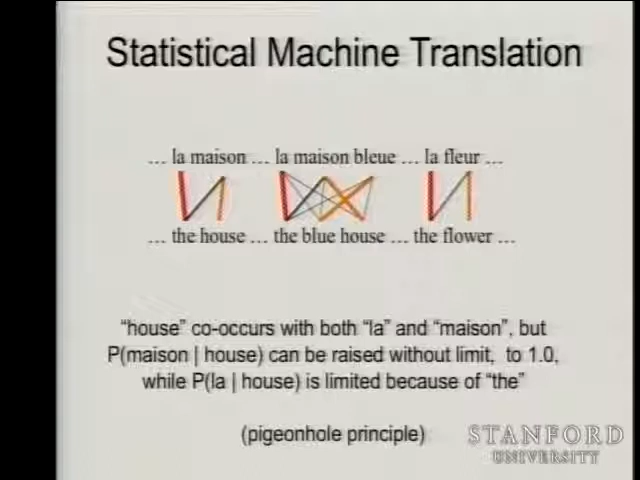 Statistical Machine Translation
… la maison … la maison bleue … la fleur …
… the house … the blue house … the flower …
“house” co-occurs with both “la” and “maison”, but
P(maison | house) can be raised without limit, to 1.0,
while P(la | house) is limited because of “the”
(pigeonhole principle)
STANFORD
UNIVERSITY